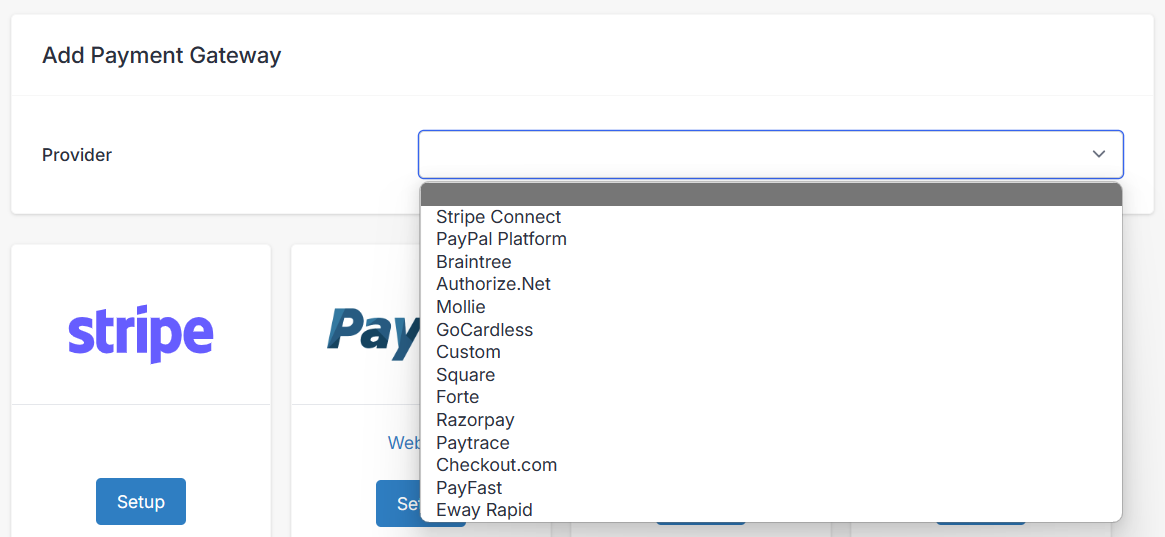 Add Payment Gateway
Provider
Stripe Connect
PayPal Platform
Braintree
Authorize.Net
Mollie
GoCardless
Custom
Square
Forte
Razorpay
Paytrace
Checkout.com
PayFast
Eway Rapid
stripe
Pay
Web
Setup
Se